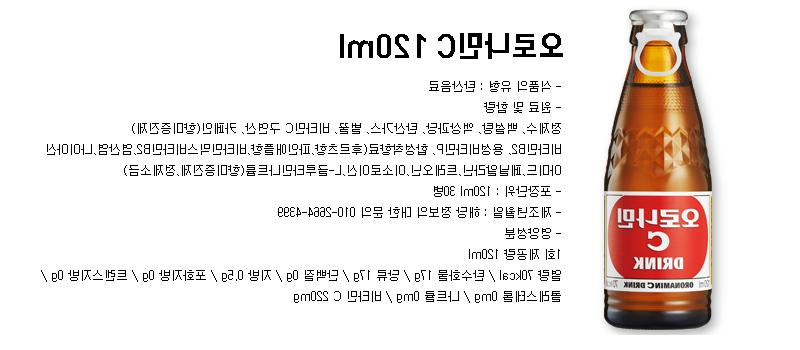 오로나민C 120ml
- 식품의 유형 : 탄산음료
- 원료 및 함량
정제수, 백설탕, 액상과당, 탄산가스, 벌꿀, 비타민C 구연산, 카페인(향미증진제)
비타민B2, 용성비타민P, 합성착향료(후르츠향,파인애플향,비타민믹스비타민B2,염산염,나이아신
아미드,페닐알라닌,트레오닌,이소로이신,L-글루타민나트륨(향미증진제,정제소금)
- 포장단위 : 120ml 30병
- 제조년월일 : 해당 정보의 대한 문의 010-2664-4399
- 영양성분
1회 제공량 120ml
열량 70kcal / 탄수화물 17g / 당류 17g / 단백질 0g / 지방 0.5g / 포화지방 0g / 트렌스지방 0g /
콜레스테롤 0mg / 나트륨 0mg / 비타민 C 220mg
오로나민
C
DRINK
ORONAMIN C DRINK